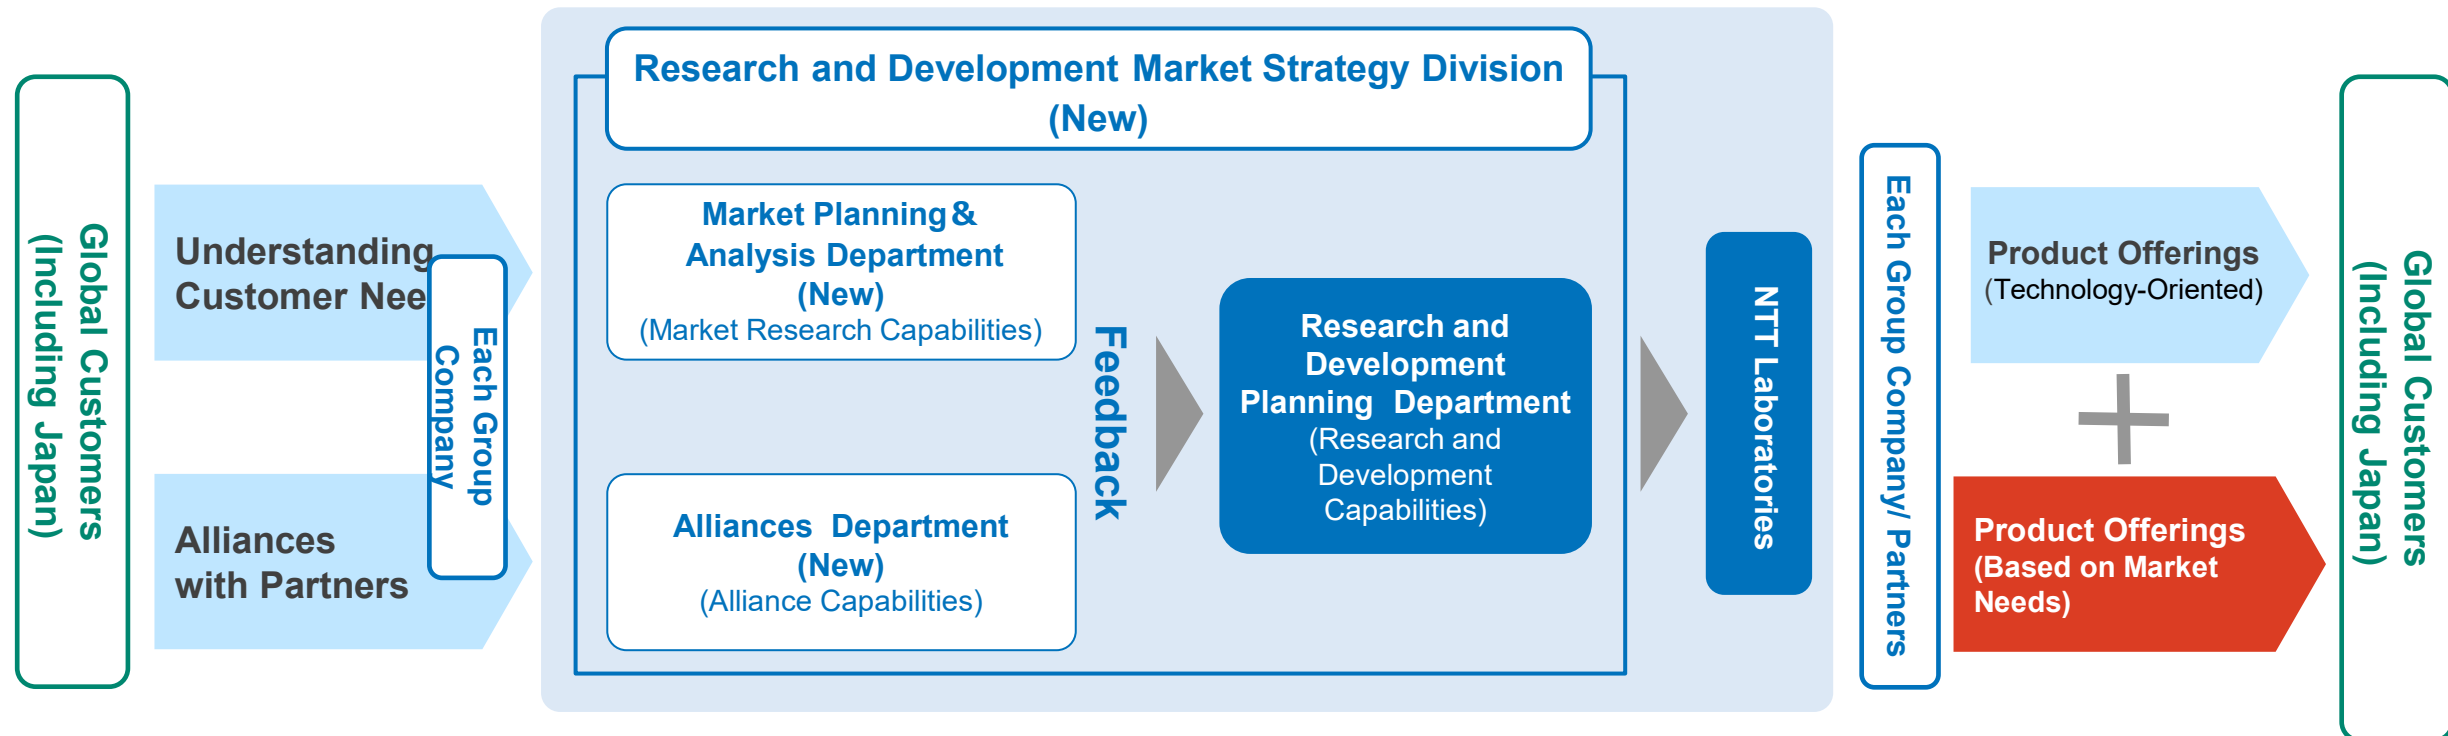 Global Customers
(Including Japan)
Understanding
Customer Nee
Each Group
Company
Alliances
with Partners
Research and Development Market Strategy Division
(New)
Market Planning &
Analysis Department
(New)
(Market Research Capabilities)
Alliances Department
(New)
(Alliance Capabilities)
Feedback
Research and
Development
Planning Department
(Research and
Development
Capabilities)
NTT Laboratories
Each Group Company/ Partners
Product Offerings
(Technology-Oriented)
Product Offerings
(Based on Market
Needs)
Global Customers
(Including Japan)